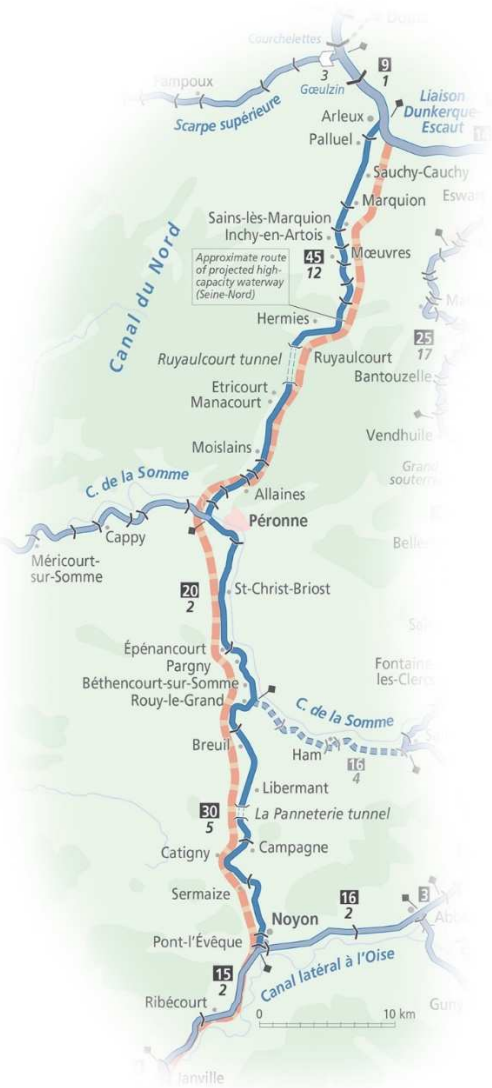 Courchelettes
3
Gœulzin
9
1
Fampoux
Scarpe supérieure
Arleux
Liaison
Dunkerque-
Escaut
Palluel
Sauchy-Cauchy
Marquion
Sains-lès-Marquion
Inchy-en-Artois
Canal du Nord
Approximate route
of projected high-
capacity waterway
(Seine-Nord)
45
12
Mœuvres
Hermies
25
17
Ruyaulcourt tunnel
Ruyaulcourt
Bantouzelle
Etricourt
Manacourt
Vendhuile
Moislains
C. de la Somme
Allaines
Péronne
Cappy
Méricourt-
sur-Somme
20
2
St-Christ-Briost
Épénancourt
Pargny
Béthencourt-sur-Somme
Rouy-le-Grand
Fontaine-
les-Clercs
C. de la Somme
Breuil
Ham
16
4
Libermant
La Panneterie tunnel
30
5
Catigny
Campagne
Sermaize
16
2
3
Noyon
Pont-l'Évêque
Canal latéral à l'Oise
15
2
Ribécourt
0
10 km
Janville